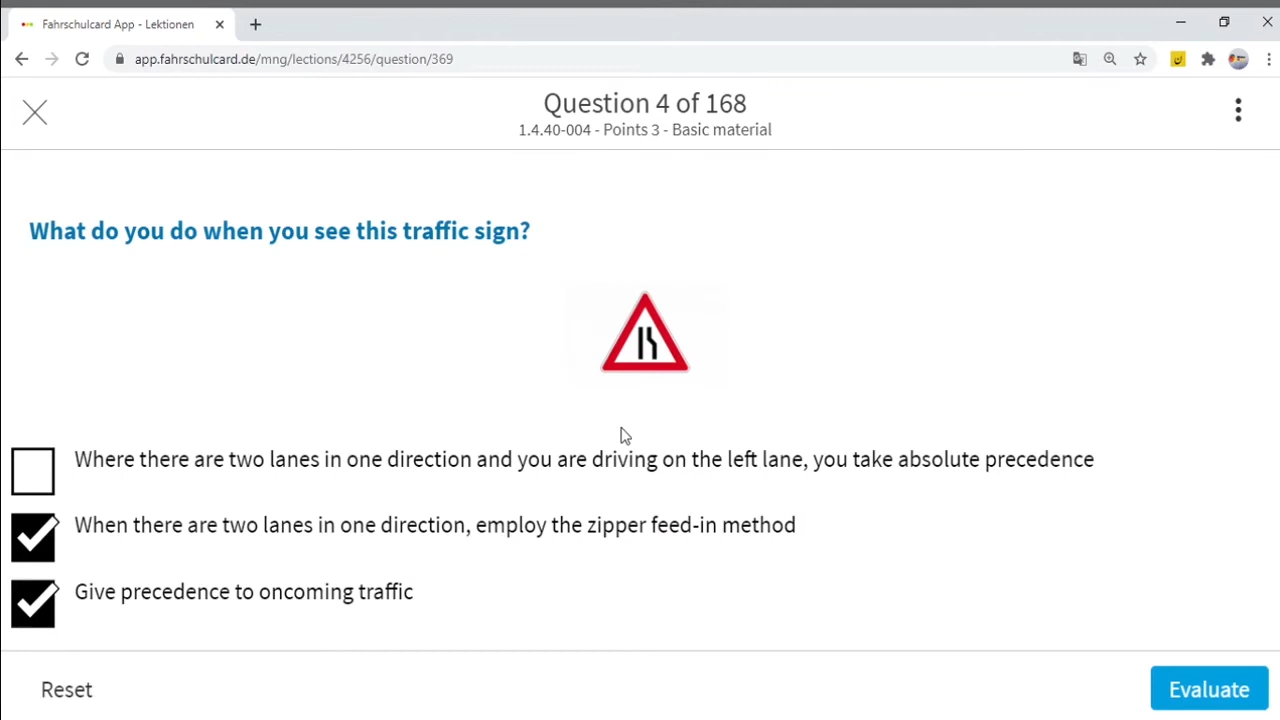 Fahrschulcard App - Lektionen
app.fahrschulcard.de/mng/lections/4256/question/369
Question 4 of 168
1.4.40-004 - Points 3 - Basic material
What do you do when you see this traffic sign?
Where there are two lanes in one direction and you are driving on the left lane, you take absolute precedence
When there are two lanes in one direction, employ the zipper feed-in method
Give precedence to oncoming traffic
Reset
Evaluate